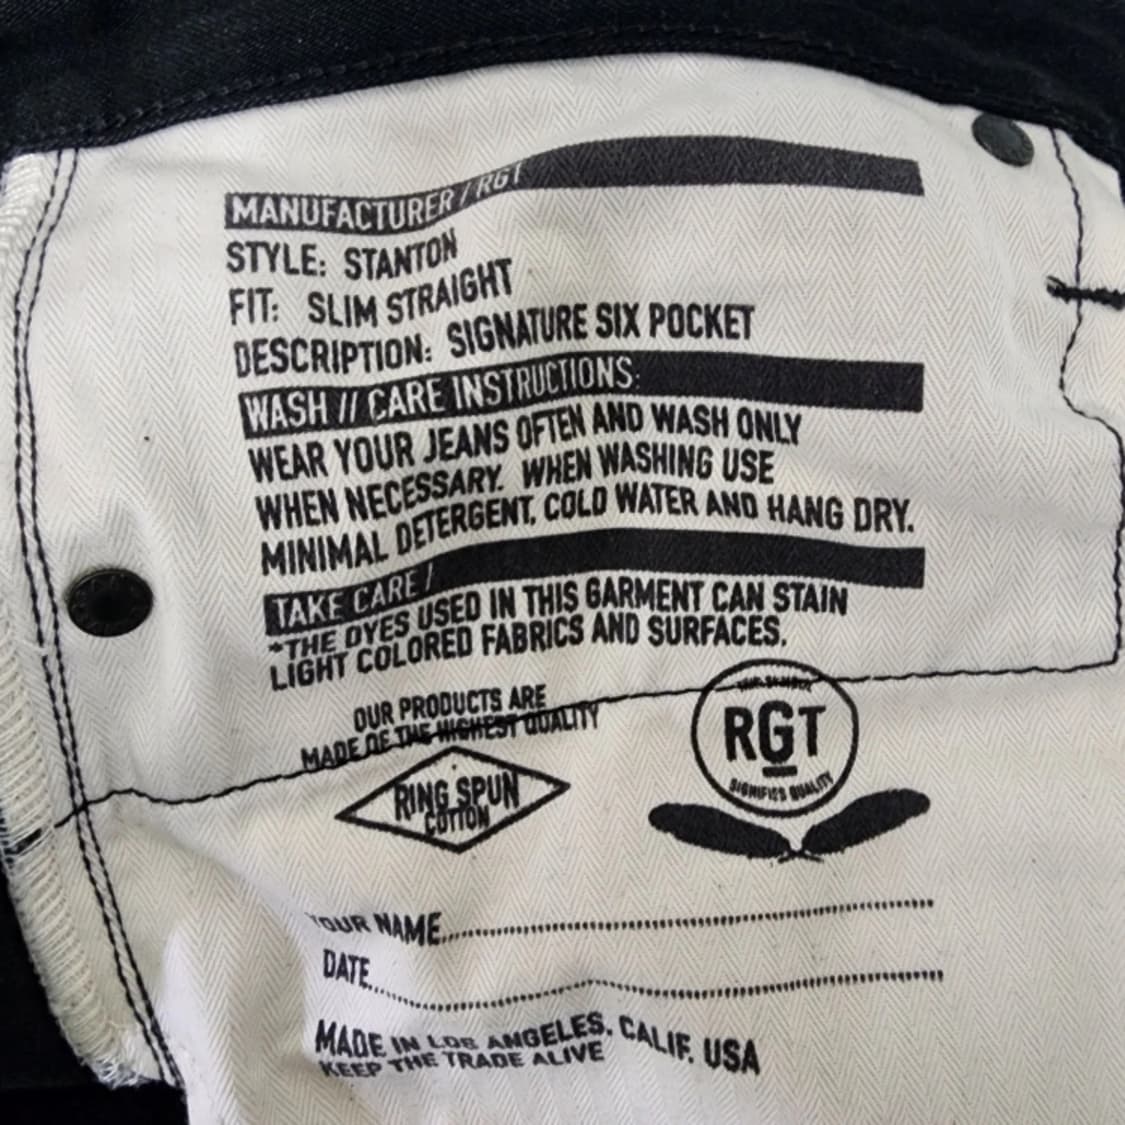 MANUFACTURER / RGT
STYLE: STANTON
FIT: SLIM STRAIGHT
DESCRIPTION: SIGNATURE SIX POCKET
WASH // CARE INSTRUCTIONS:
WEAR YOUR JEANS OFTEN AND WASH ONLY
WHEN NECESSARY. WHEN WASHING USE
MINIMAL DETERGENT, COLD WATER AND HANG DRY.
TAKE CARE /
*THE DYES USED IN THIS GARMENT CAN STAIN
LIGHT COLORED FABRICS AND SURFACES.
OUR PRODUCTS ARE
MADE OF THE HIGHEST QUALITY
RING SPUN
COTTON
RGT
SIGNIFIES QUALITY
YOUR NAME
DATE
MADE IN LOS ANGELES. CALIF. USA
KEEP THE TRADE ALIVE